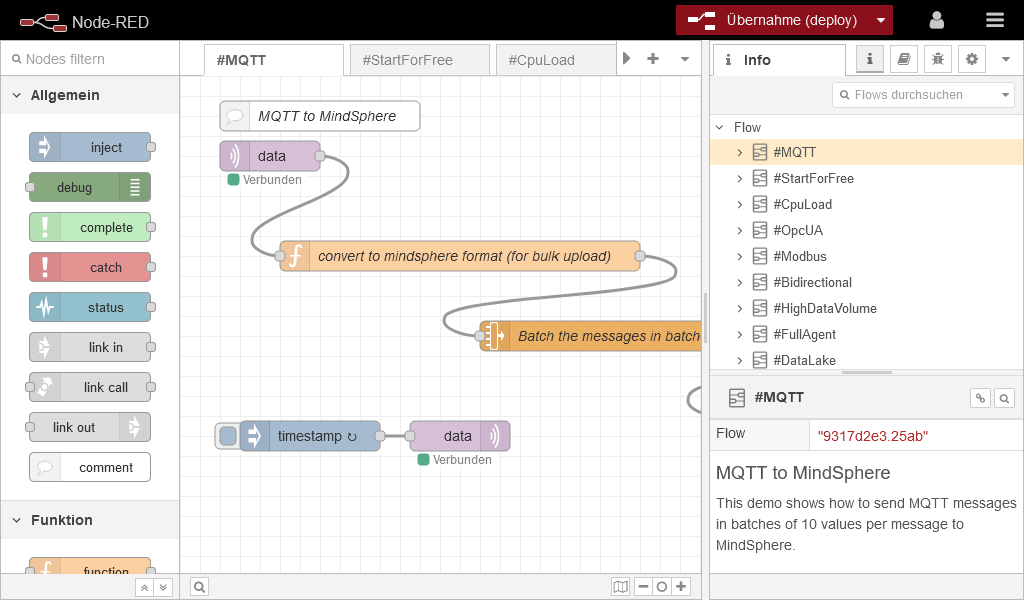 Node-RED
Übernahme (deploy)
Nodes filtern
#MQTT
#StartForFree
#CpuLoad
Info
Allgemein
inject
debug
complete
catch
status
link in
link call
link out
comment
Funktion
function
MQTT to MindSphere
data
Verbunden
convert to mindsphere format (for bulk upload)
Batch the messages in batch
timestamp ↻
data
Verbunden
Flows durchsuchen
Flow
#MQTT
#StartForFree
#CpuLoad
#OpcUA
#Modbus
#Bidirectional
#HighDataVolume
#FullAgent
#DataLake
#MQTT
Flow
"9317d2e3.25ab"
MQTT to MindSphere
This demo shows how to send MQTT messages
in batches of 10 values per message to
MindSphere.